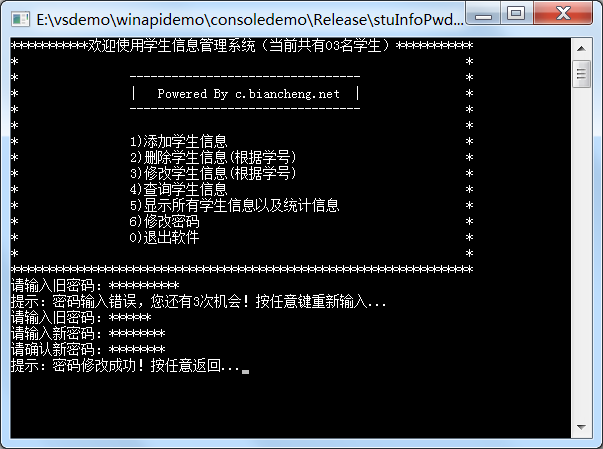 E:\vsdemo\winapidemo\consoledemo\Release\stuInfoPwd...
***********欢迎使用学生信息管理系统（当前共有03名学生）***********
* *
* --------------------------------- *
* | Powered By c.biancheng.net | *
* --------------------------------- *
* *
* 1)添加学生信息 *
* 2)删除学生信息(根据学号) *
* 3)修改学生信息(根据学号) *
* 4)查询学生信息 *
* 5)显示所有学生信息以及统计信息 *
* 6)修改密码 *
* 0)退出软件 *
* *
******************************************************************
请输入旧密码：**********
提示：密码输入错误，您还有3次机会！按任意键重新输入...
请输入旧密码：******
请输入新密码：********
请确认新密码：********
提示：密码修改成功！按任意返回..._